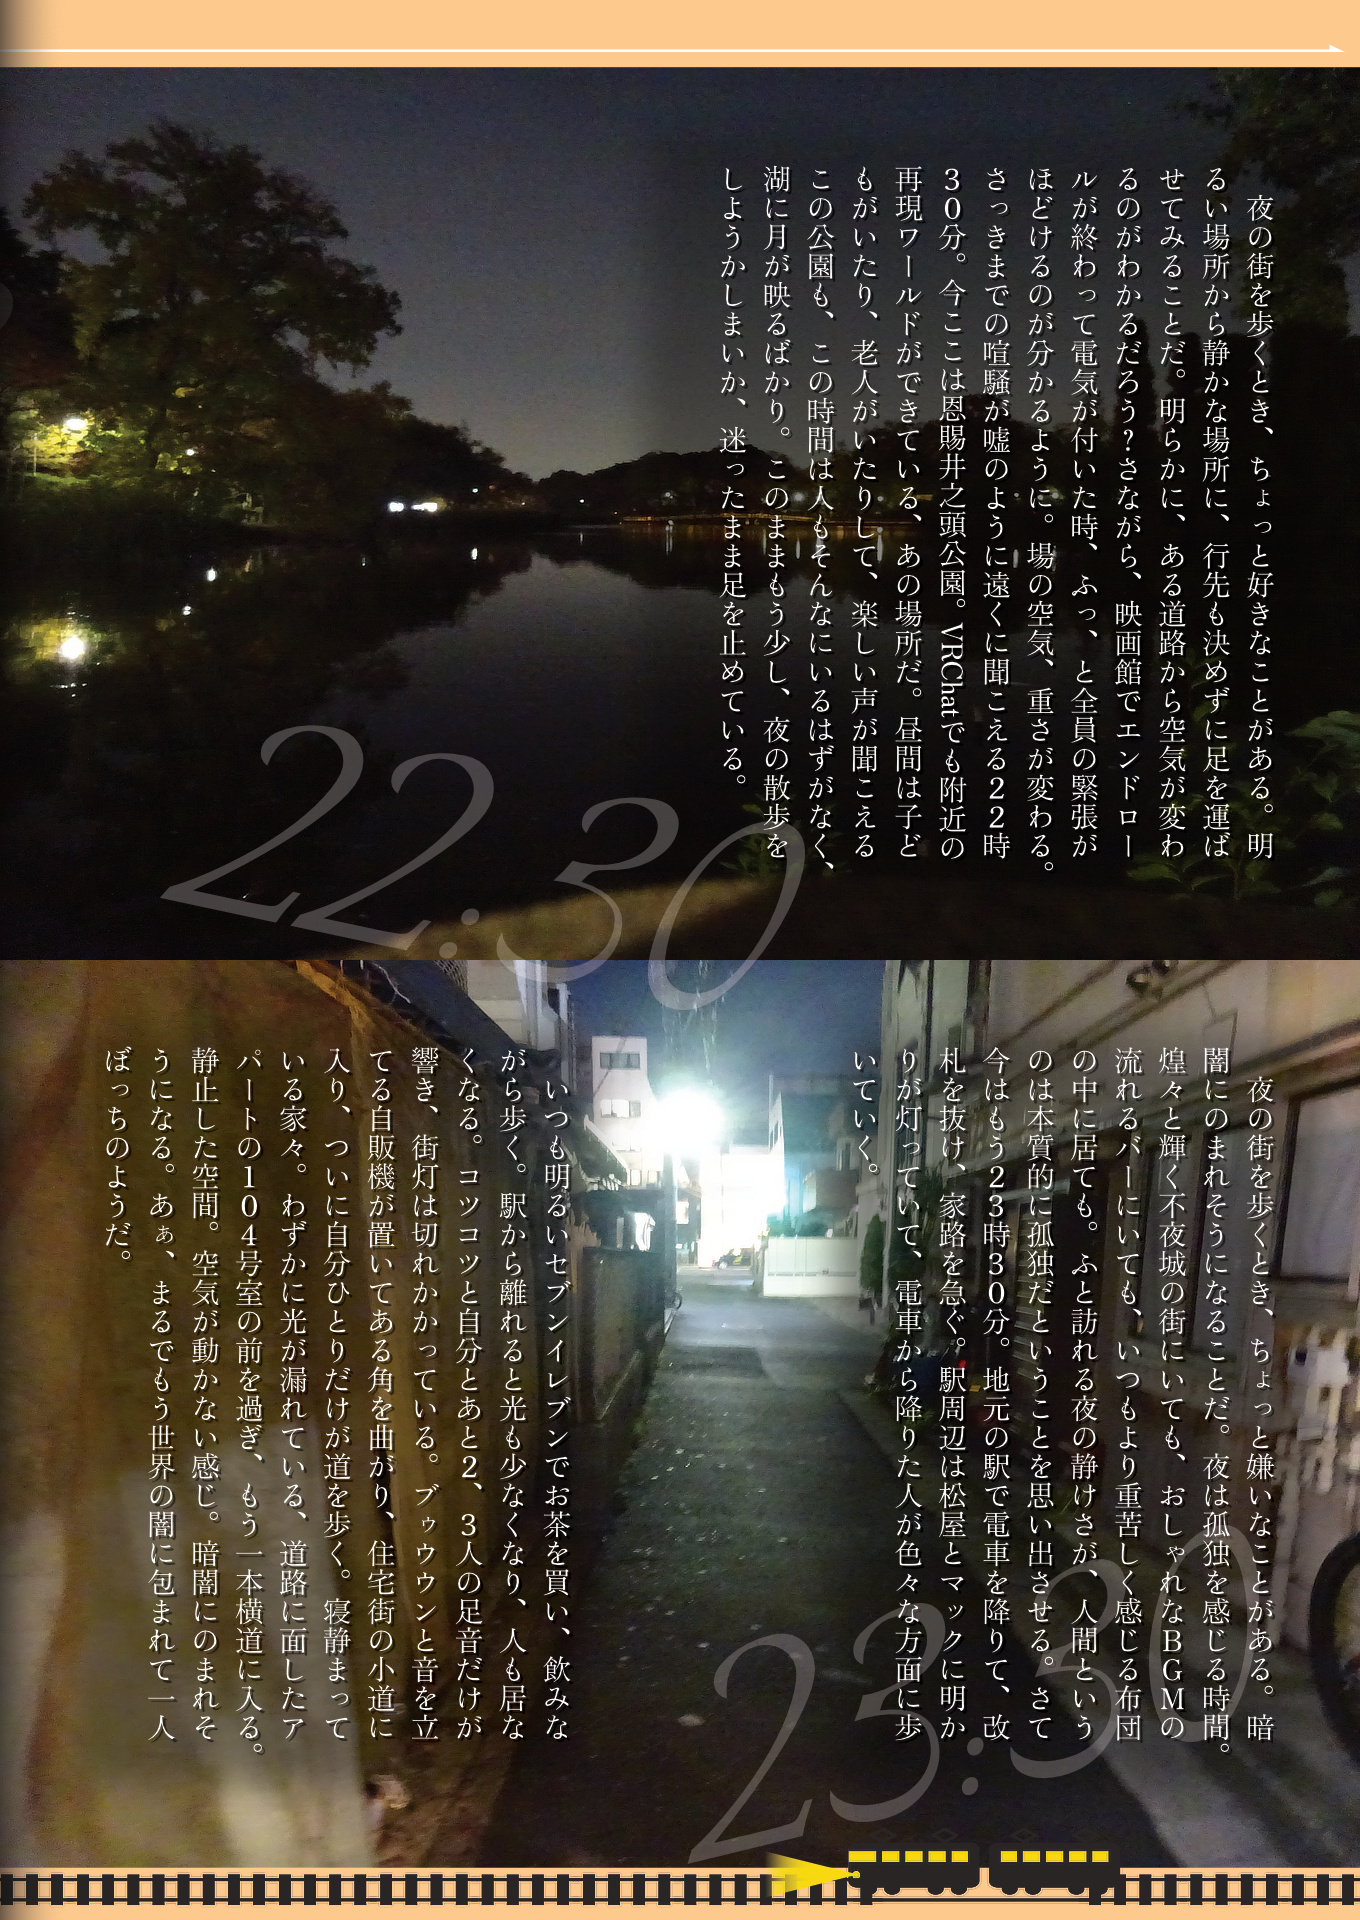 夜の街を歩くとき、ちょっと好きなことがある。明
るい場所から静かな場所に、行先も決めずに足を運ば
せてみることだ。明らかに、ある道路から空気が変わ
るのがわかるだろう？さながら、映画館でエンドロー
ルが終わって電気が付いた時、ふっ、と全員の緊張が
ほどけるのが分かるように。場の空気、重さが変わる。
さっきまでの喧騒が嘘のように遠くに聞こえる２２時
３０分。今ここは恩賜井之頭公園。VRChatでも附近の
再現ワールドができている、あの場所だ。昼間は子ど
もがいたり、老人がいたりして、楽しい声が聞こえる
この公園も、この時間は人もそんなにいるはずがなく、
湖に月が映るばかり。このままもう少し、夜の散歩を
しようかしまいか、迷ったまま足を止めている。
22:30
夜の街を歩くとき、ちょっと嫌いなことがある。暗
闇にのまれそうになることだ。夜は孤独を感じる時間。
煌々と輝く不夜城の街にいても、おしゃれなＢＧＭの
流れるバーにいても、いつもより重苦しく感じる布団
の中に居ても。ふと訪れる夜の静けさが、人間という
のは本質的に孤独だということを思い出させる。さて
今はもう２３時３０分。地元の駅で電車を降りて、改
札を抜け、家路を急ぐ。駅周辺は松屋とマックに明か
りが灯っていて、電車から降りた人が色々な方面に歩
いていく。
いつも明るいセブンイレブンでお茶を買い、飲みな
がら歩く。駅から離れると光も少なくなり、人も居な
くなる。コツコツと自分とあと２、３人の足音だけが
響き、街灯は切れかかっている。ブゥウウンと音を立
てる自販機が置いてある角を曲がり、住宅街の小道に
入り、ついに自分ひとりだけが道を歩く。寝静まって
いる家々。わずかに光が漏れている、道路に面したア
パートの１０４号室の前を過ぎ、もう一本横道に入る。
静止した空間。空気が動かない感じ。暗闇にのまれそ
うになる。あぁ、まるでもう世界の闇に包まれて一人
ぼっちのようだ。
23:30